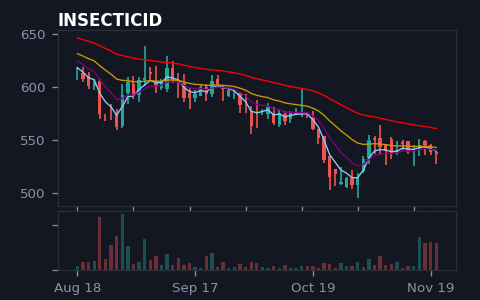 INSECTICID
650
600
550
500
Aug 18
Sep 17
Oct 19
Nov 19